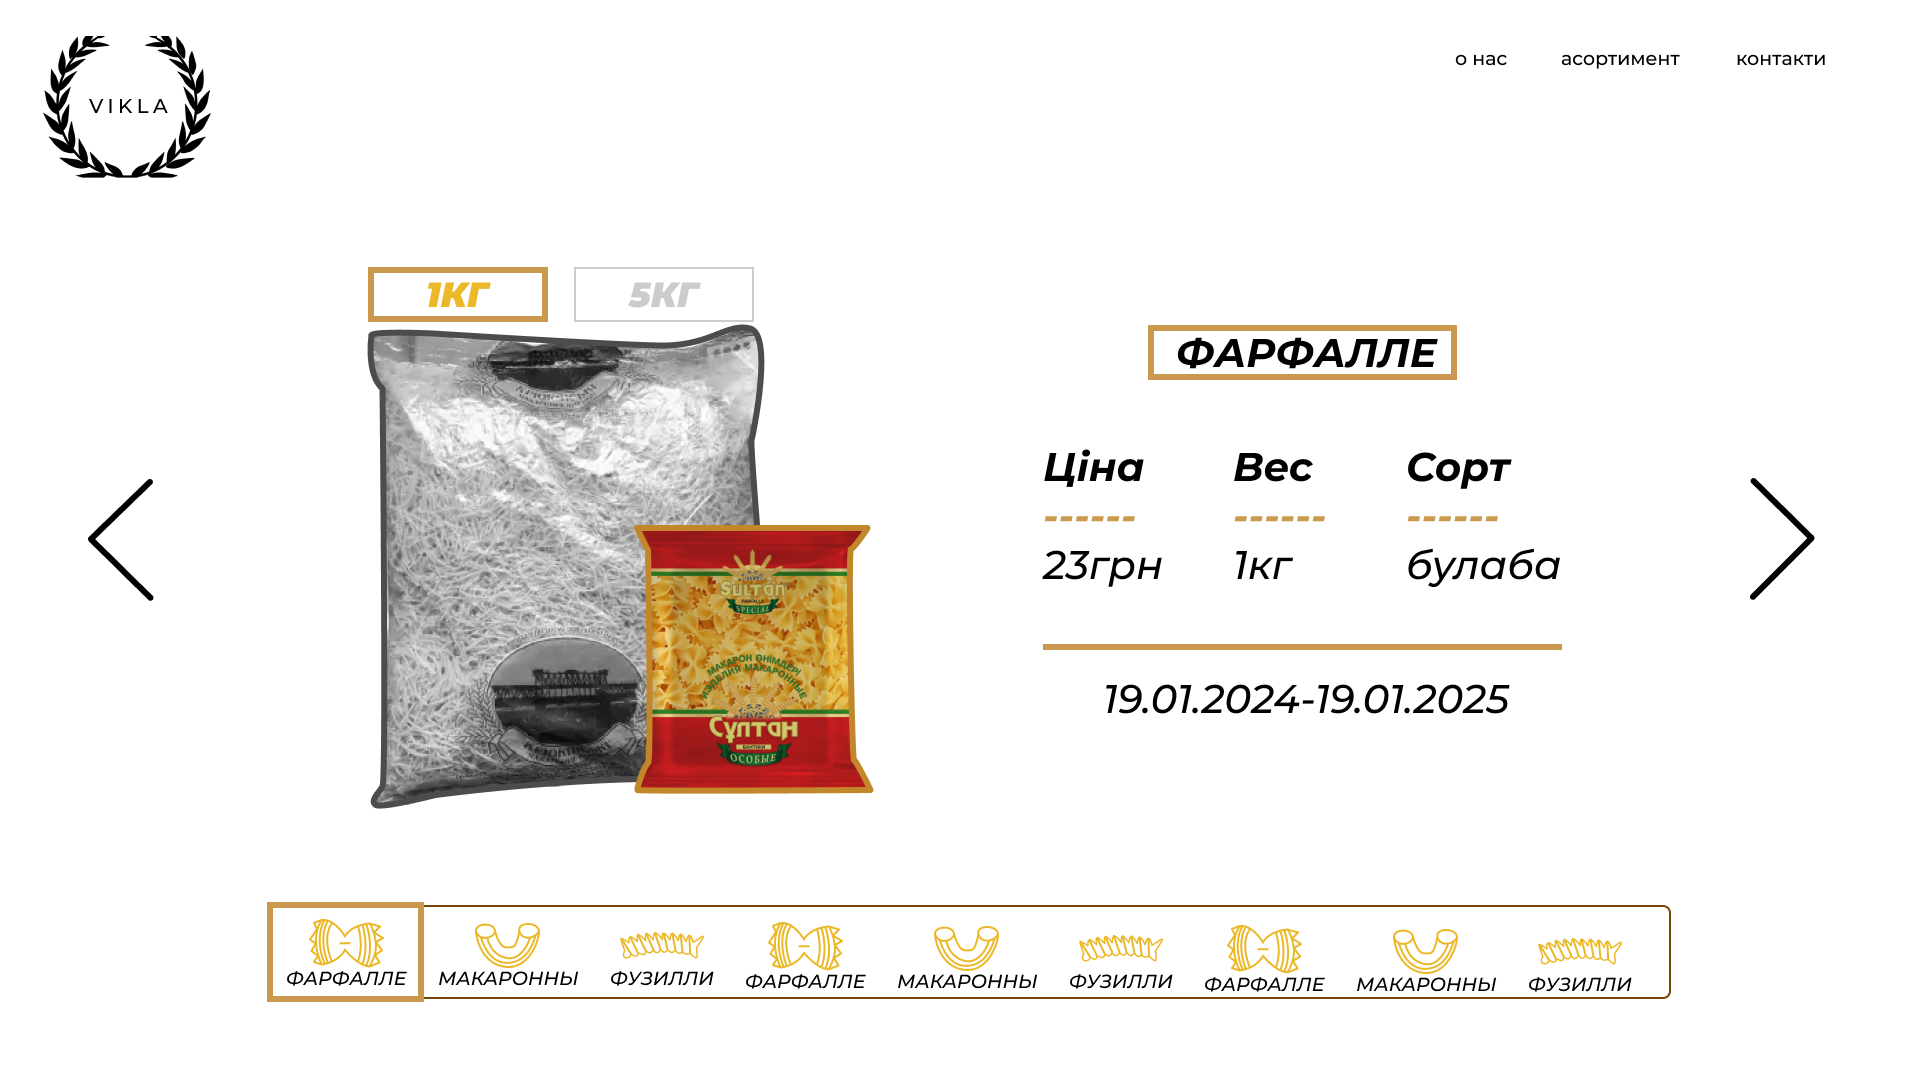 VIKLA
о нас
асортимент
контакти
1КГ
5КГ
ФАРФАЛЛЕ
Ціна
Вес
Сорт
------
------
------
23грн
1кг
булаба
19.01.2024-19.01.2025
Sultan
FARFALLE
SPECIAL
МАКАРОН ӨНІМДЕРІ
ИЗДЕЛИЯ МАКАРОННЫЕ
Сұлтан
БАНТИКИ
ОСОБЫЕ
ФАРФАЛЛЕ
МАКАРОННЫ
ФУЗИЛЛИ
ФАРФАЛЛЕ
МАКАРОННЫ
ФУЗИЛЛИ
ФАРФАЛЛЕ
МАКАРОННЫ
ФУЗИЛЛИ